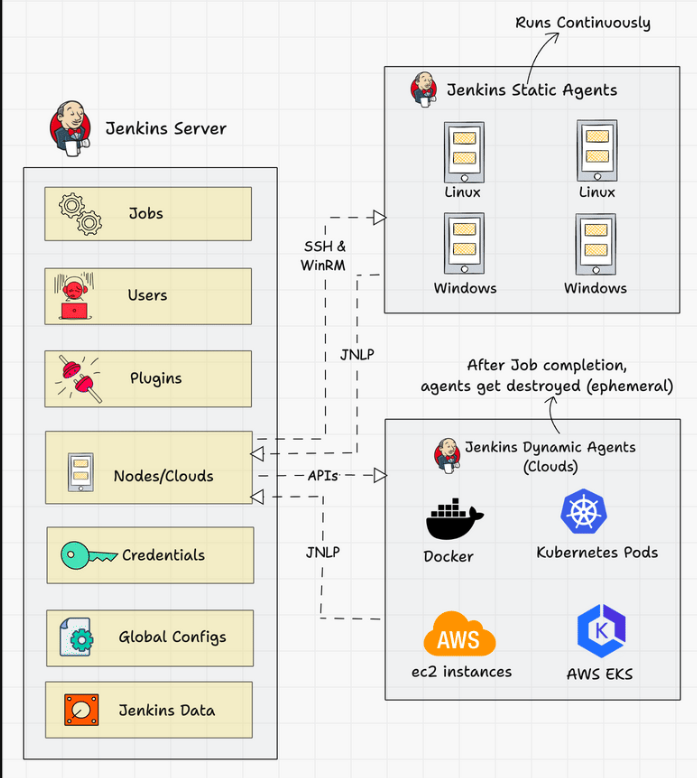 Runs Continuously
Jenkins Static Agents
Linux
Linux
Windows
Windows
Jenkins Server
Jobs
Users
Plugins
Nodes/Clouds
Credentials
Global Configs
Jenkins Data
SSH &
WinRM
JNLP
APIs
JNLP
After Job completion,
agents get destroyed (ephemeral)
Jenkins Dynamic Agents
(Clouds)
Docker
Kubernetes Pods
AWS
ec2 instances
K
AWS EKS